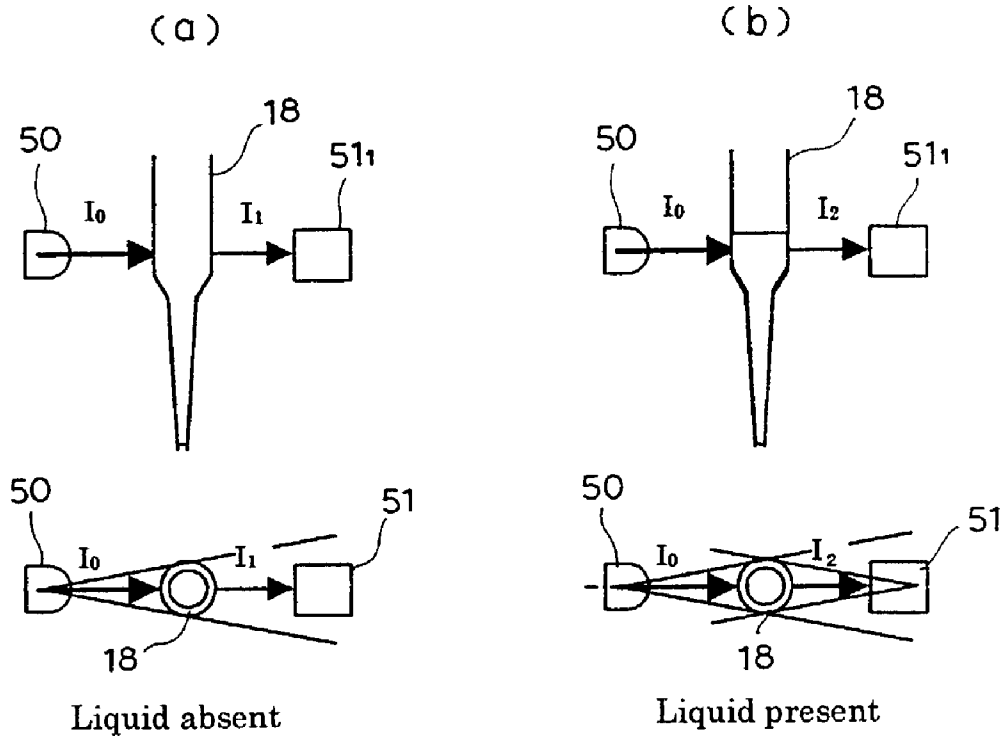 (a) (b)
18 18
50 50
51₁ 51₁
I₀ I₁ I₀ I₂
50 51 50 51
I₀ I₁ I₀ I₂
18 18
Liquid absent Liquid present